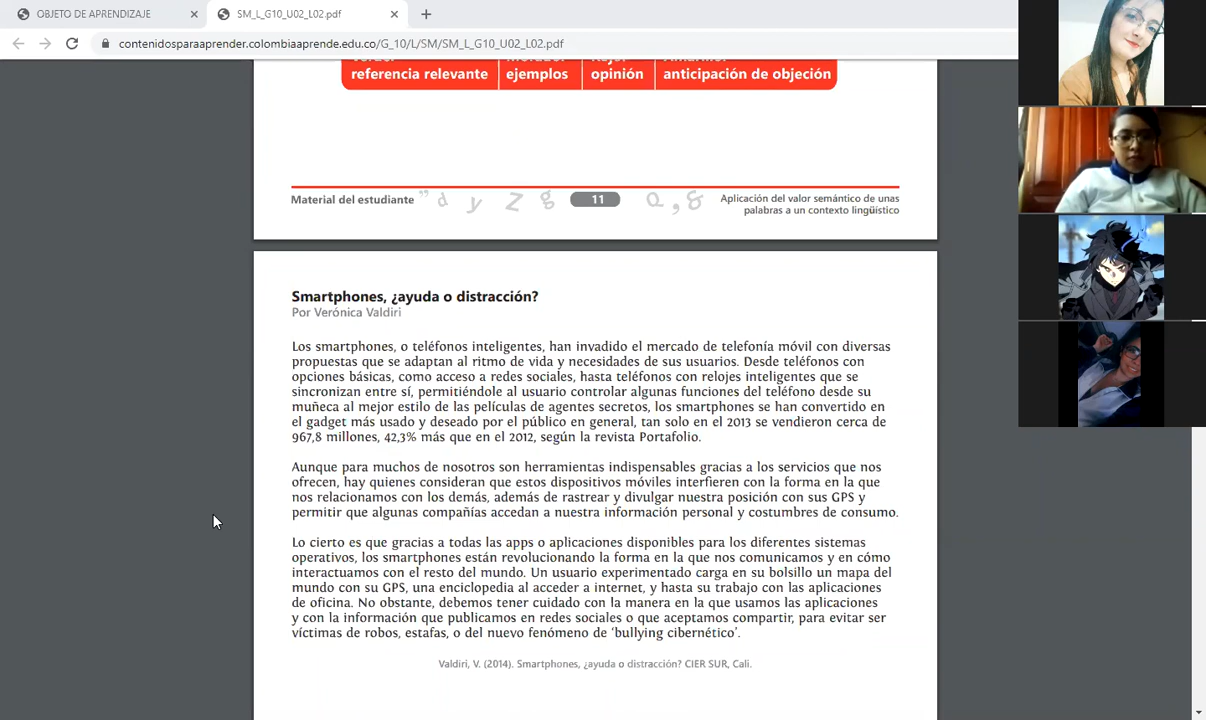 OBJETO DE APRENDIZAJE
SM_L_G10_U02_L02.pdf
contenidosparaaprender.colombiaaprende.edu.co/G_10/L/SM/SM_L_G10_U02_L02.pdf
referencia relevante ejemplos opinión anticipación de objeción
Material del estudiante
11
Aplicación del valor semántico de unas
palabras a un contexto lingüístico
Smartphones, ¿ayuda o distracción?
Por Verónica Valdiri
Los smartphones, o teléfonos inteligentes, han invadido el mercado de telefonía móvil con diversas
propuestas que se adaptan al ritmo de vida y necesidades de sus usuarios. Desde teléfonos con
opciones básicas, como acceso a redes sociales, hasta teléfonos con relojes inteligentes que se
sincronizan entre sí, permitiéndole al usuario controlar algunas funciones del teléfono desde su
muñeca al mejor estilo de las películas de agentes secretos, los smartphones se han convertido en
el gadget más usado y deseado por el público en general, tan solo en el 2013 se vendieron cerca de
967,8 millones, 42,3% más que en el 2012, según la revista Portafolio.
Aunque para muchos de nosotros son herramientas indispensables gracias a los servicios que nos
ofrecen, hay quienes consideran que estos dispositivos móviles interfieren con la forma en la que
nos relacionamos con los demás, además de rastrear y divulgar nuestra posición con sus GPS y
permitir que algunas compañías accedan a nuestra información personal y costumbres de consumo.
Lo cierto es que gracias a todas las apps o aplicaciones disponibles para los diferentes sistemas
operativos, los smartphones están revolucionando la forma en la que nos comunicamos y en cómo
interactuamos con el resto del mundo. Un usuario experimentado carga en su bolsillo un mapa del
mundo con su GPS, una enciclopedia al acceder a internet, y hasta su trabajo con las aplicaciones
de oficina. No obstante, debemos tener cuidado con la manera en la que usamos las aplicaciones
y con la información que publicamos en redes sociales o que aceptamos compartir, para evitar ser
víctimas de robos, estafas, o del nuevo fenómeno de ‘bullying cibernético’.
Valdiri, V. (2014). Smartphones, ¿ayuda o distracción? CIER SUR, Cali.